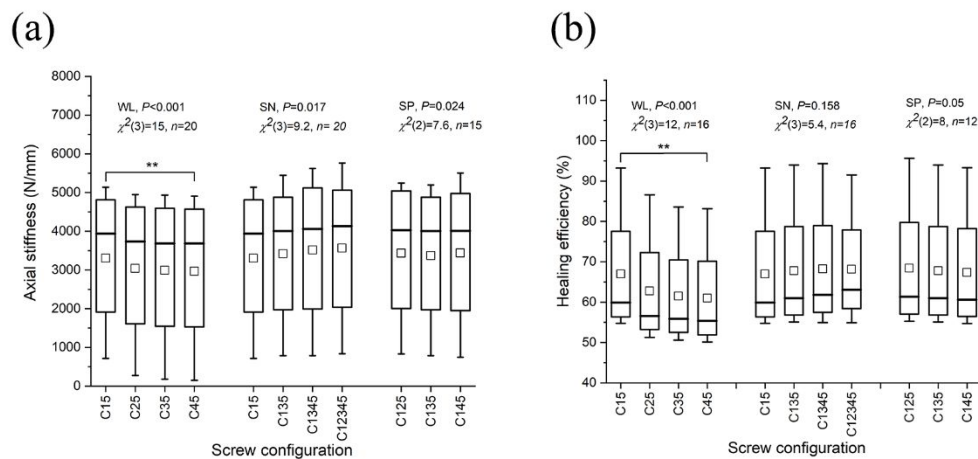 (a)
Axial stiffness (N/mm)
8000
7000
6000
5000
4000
3000
2000
1000
0
WL, P<0.001
χ²(3)=15, n=20
SN, P=0.017
χ²(3)=9.2, n= 20
SP, P=0.024
χ²(2)=7.6, n=15
**
C15
C25
C35
C45
C15
C135
C1345
C12345
C125
C135
C145
Screw configuration
(b)
Healing efficiency (%)
110
100
90
80
70
60
50
40
WL, P<0.001
χ²(3)=12, n=16
SN, P=0.158
χ²(3)=5.4, n=16
SP, P=0.05
χ²(2)=8, n=12
**
C15
C25
C35
C45
C15
C135
C1345
C12345
C125
C135
C145
Screw configuration